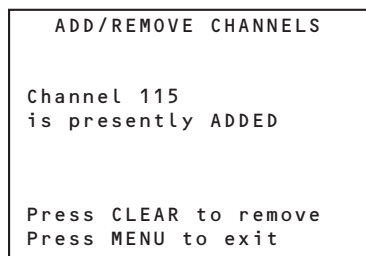 ADD/REMOVE CHANNELS
Channel 115
is presently ADDED
Press CLEAR to remove
Press MENU to exit